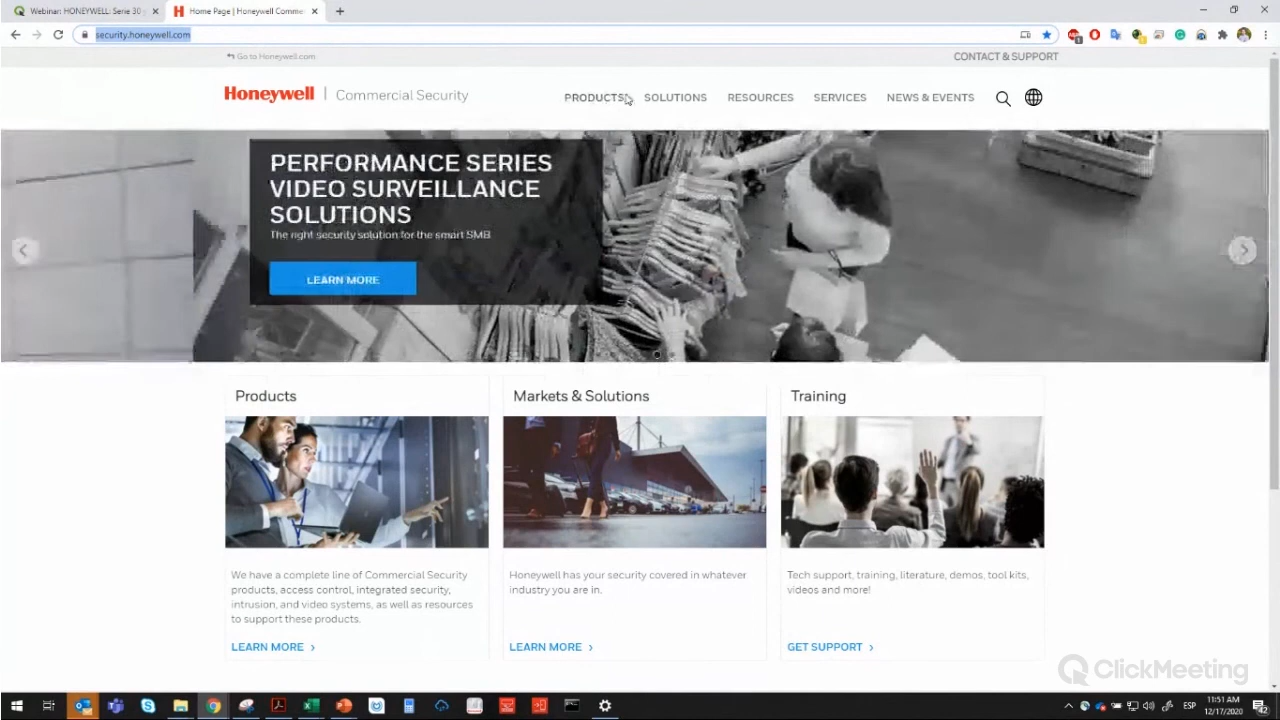 Webinar: HONEYWELL: Serie 30
Home Page | Honeywell Comme
security.honeywell.com
Go to Honeywell.com
CONTACT & SUPPORT
Honeywell | Commercial Security
PRODUCTS SOLUTIONS RESOURCES SERVICES NEWS & EVENTS
PERFORMANCE SERIES
VIDEO SURVEILLANCE
SOLUTIONS
The right security solution for the smart SMB
LEARN MORE
Products
We have a complete line of Commercial Security
products, access control, integrated security,
intrusion, and video systems, as well as resources
to support these products.
LEARN MORE
Markets & Solutions
Honeywell has your security covered in whatever
industry you are in.
LEARN MORE
Training
Tech support, training, literature, demos, tool kits,
videos and more!
GET SUPPORT
ClickMeeting
ESP
11:51 AM
12/17/2020
42